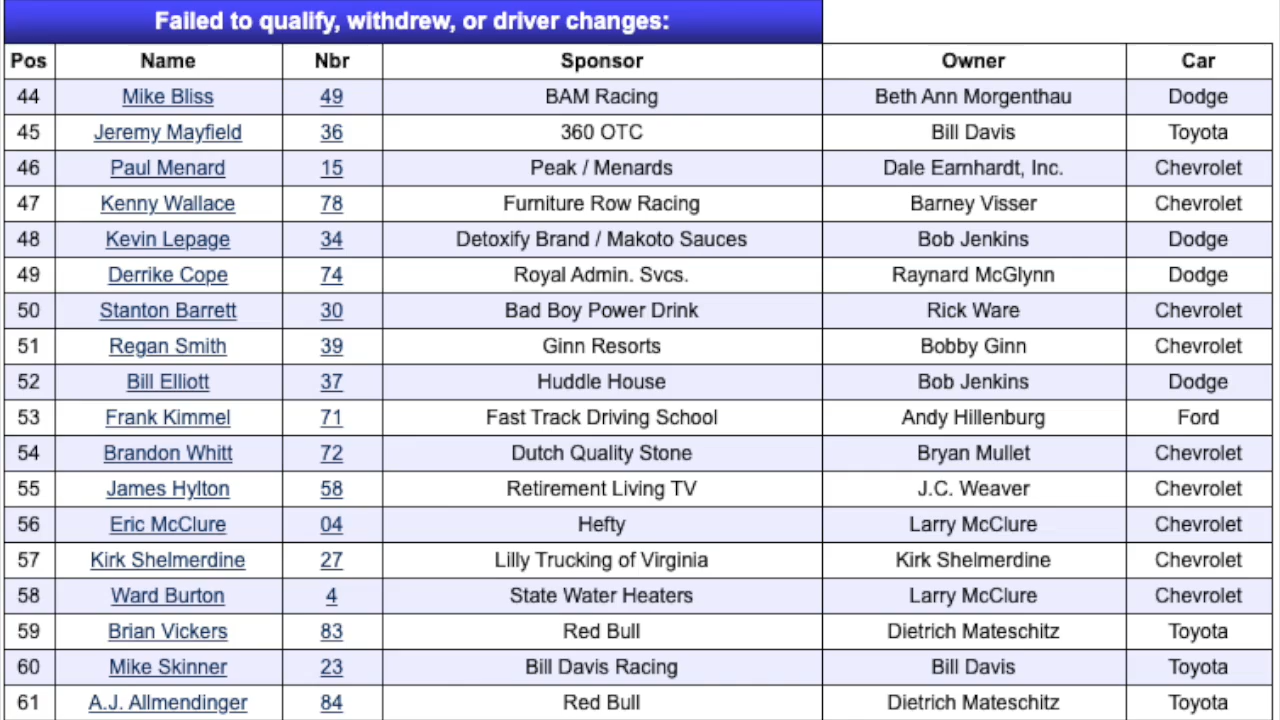 Failed to qualify, withdrew, or driver changes:
Pos Name Nbr Sponsor Owner Car
44 Mike Bliss 49 BAM Racing Beth Ann Morgenthau Dodge
45 Jeremy Mayfield 36 360 OTC Bill Davis Toyota
46 Paul Menard 15 Peak / Menards Dale Earnhardt, Inc. Chevrolet
47 Kenny Wallace 78 Furniture Row Racing Barney Visser Chevrolet
48 Kevin Lepage 34 Detoxify Brand / Makoto Sauces Bob Jenkins Dodge
49 Derrike Cope 74 Royal Admin. Svcs. Raynard McGlynn Dodge
50 Stanton Barrett 30 Bad Boy Power Drink Rick Ware Chevrolet
51 Regan Smith 39 Ginn Resorts Bobby Ginn Chevrolet
52 Bill Elliott 37 Huddle House Bob Jenkins Dodge
53 Frank Kimmel 71 Fast Track Driving School Andy Hillenburg Ford
54 Brandon Whitt 72 Dutch Quality Stone Bryan Mullet Chevrolet
55 James Hylton 58 Retirement Living TV J.C. Weaver Chevrolet
56 Eric McClure 04 Hefty Larry McClure Chevrolet
57 Kirk Shelmerdine 27 Lilly Trucking of Virginia Kirk Shelmerdine Chevrolet
58 Ward Burton 4 State Water Heaters Larry McClure Chevrolet
59 Brian Vickers 83 Red Bull Dietrich Mateschitz Toyota
60 Mike Skinner 23 Bill Davis Racing Bill Davis Toyota
61 A.J. Allmendinger 84 Red Bull Dietrich Mateschitz Toyota